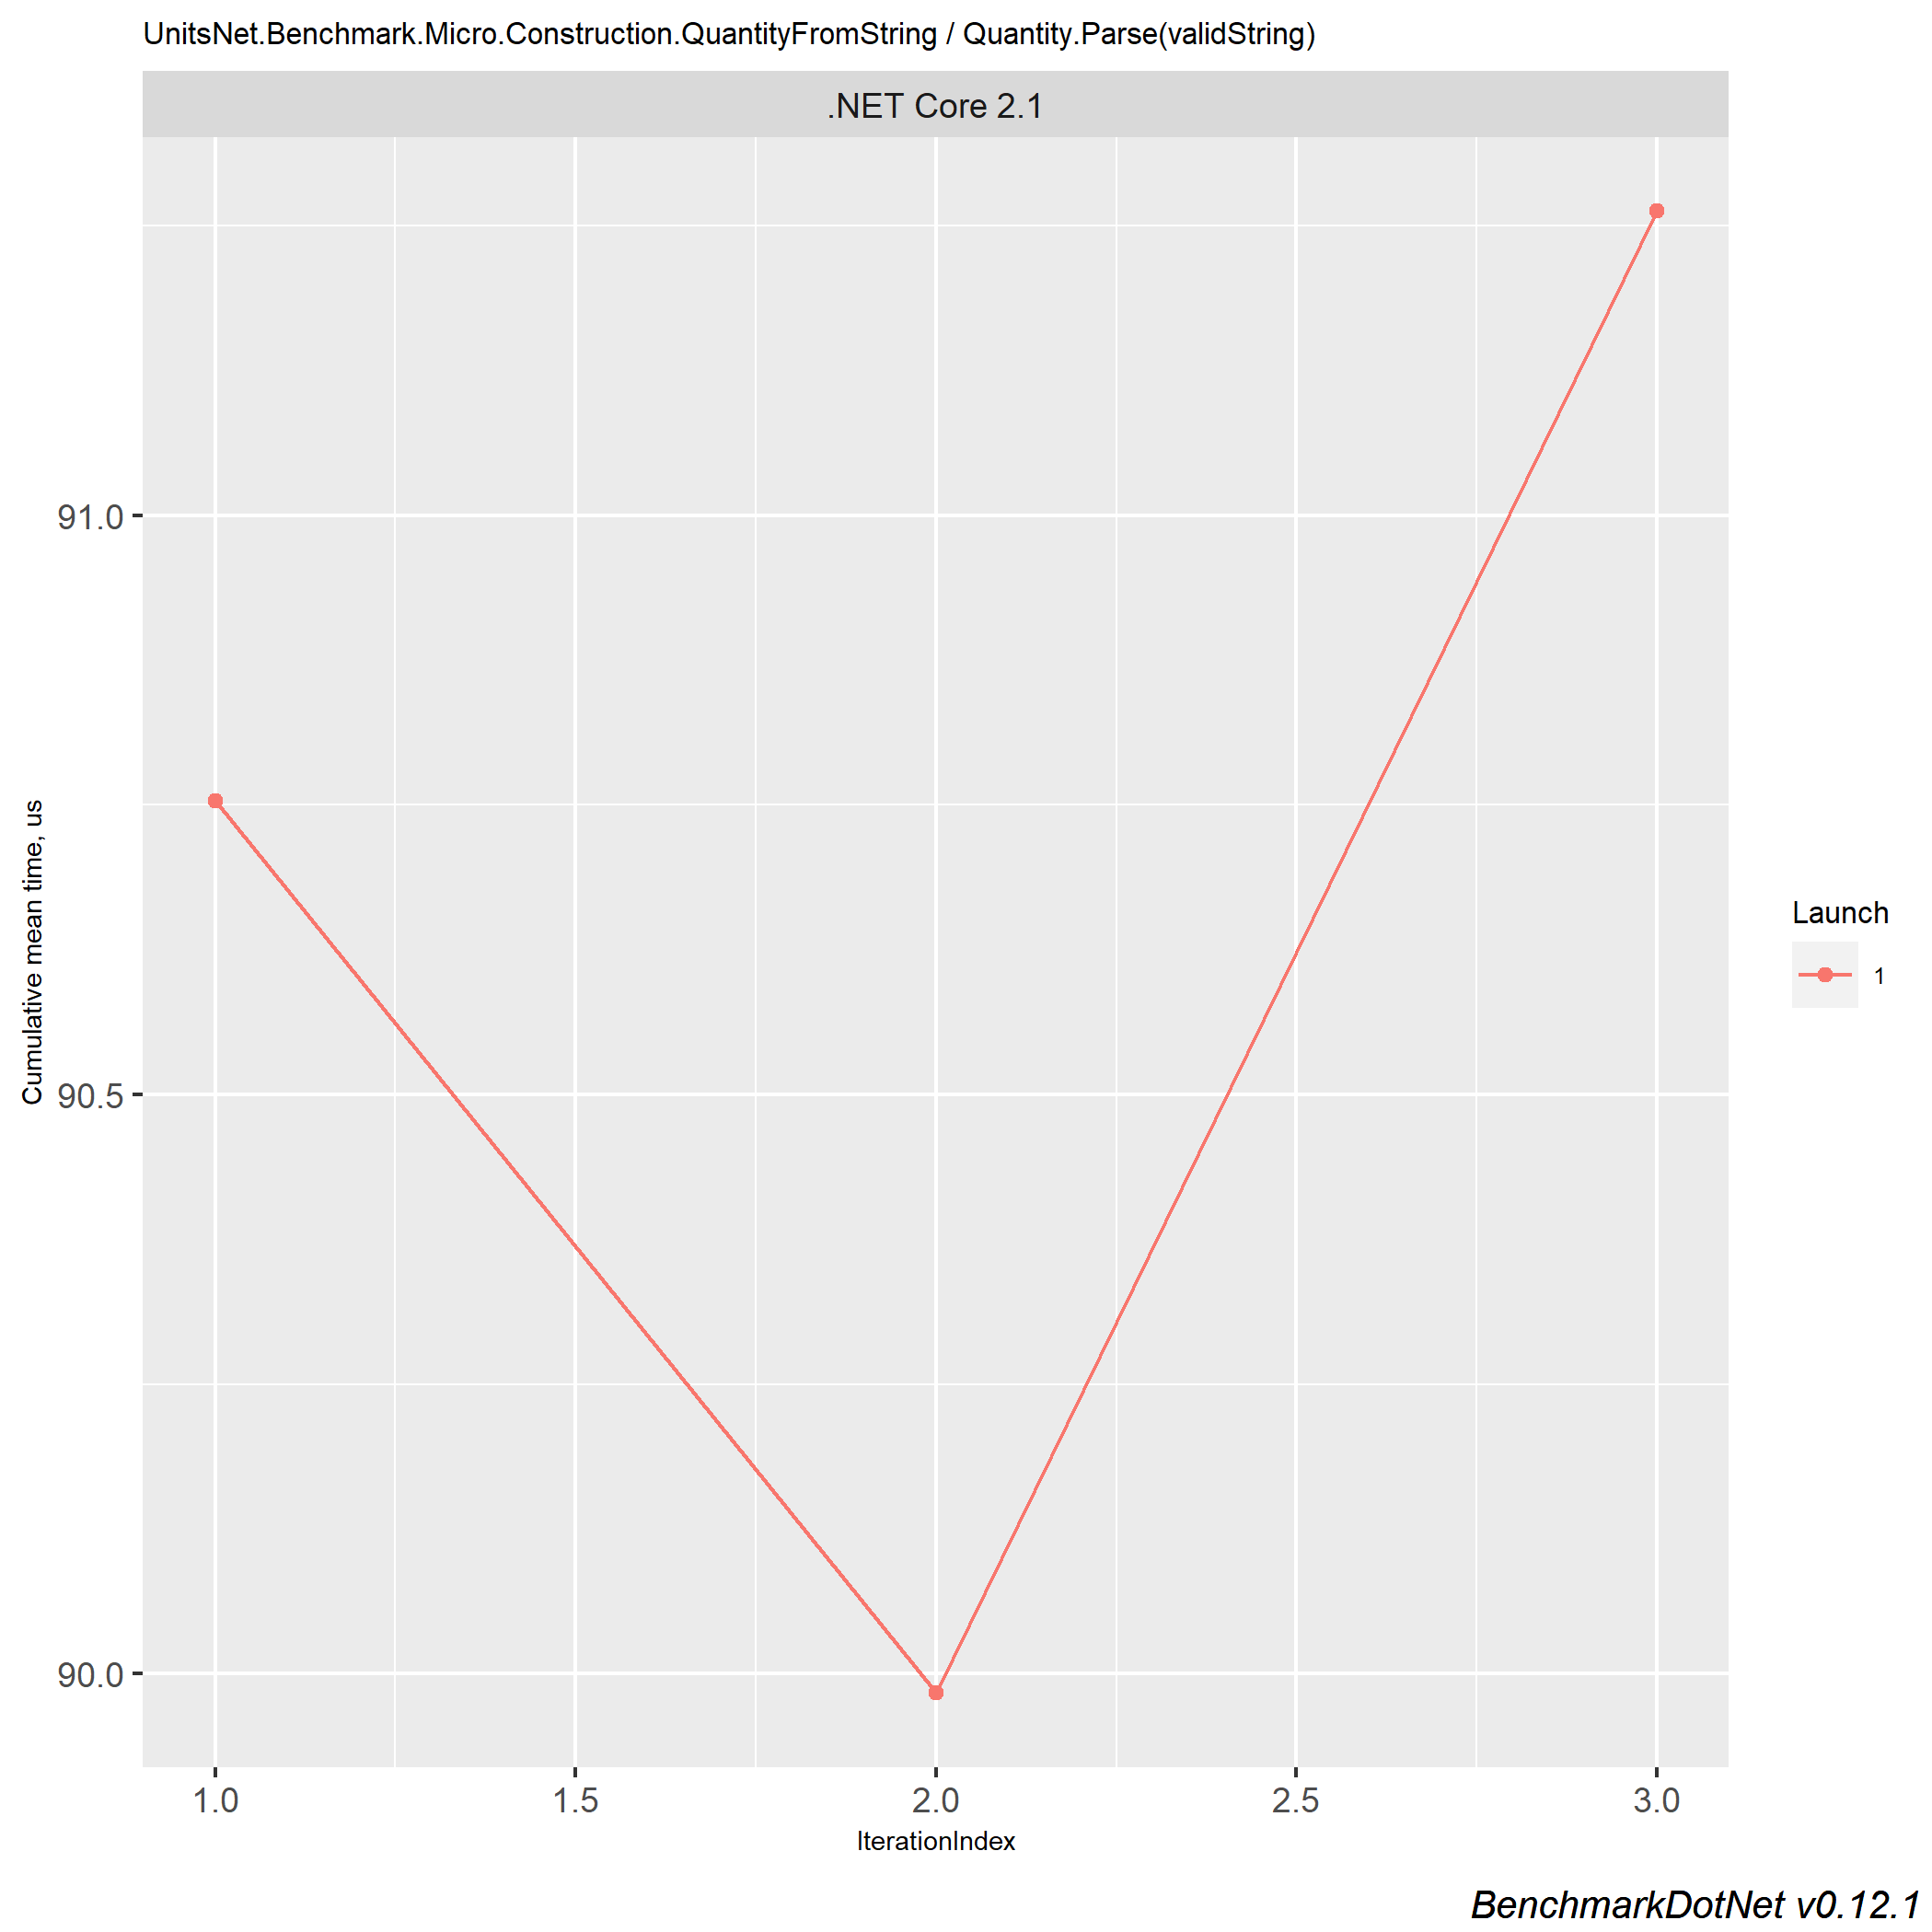 UnitsNet.Benchmark.Micro.Construction.QuantityFromString / Quantity.Parse(validString)
.NET Core 2.1
91.0
90.5
90.0
Cumulative mean time, us
1.0 1.5 2.0 2.5 3.0
IterationIndex
Launch
1
BenchmarkDotNet v0.12.1